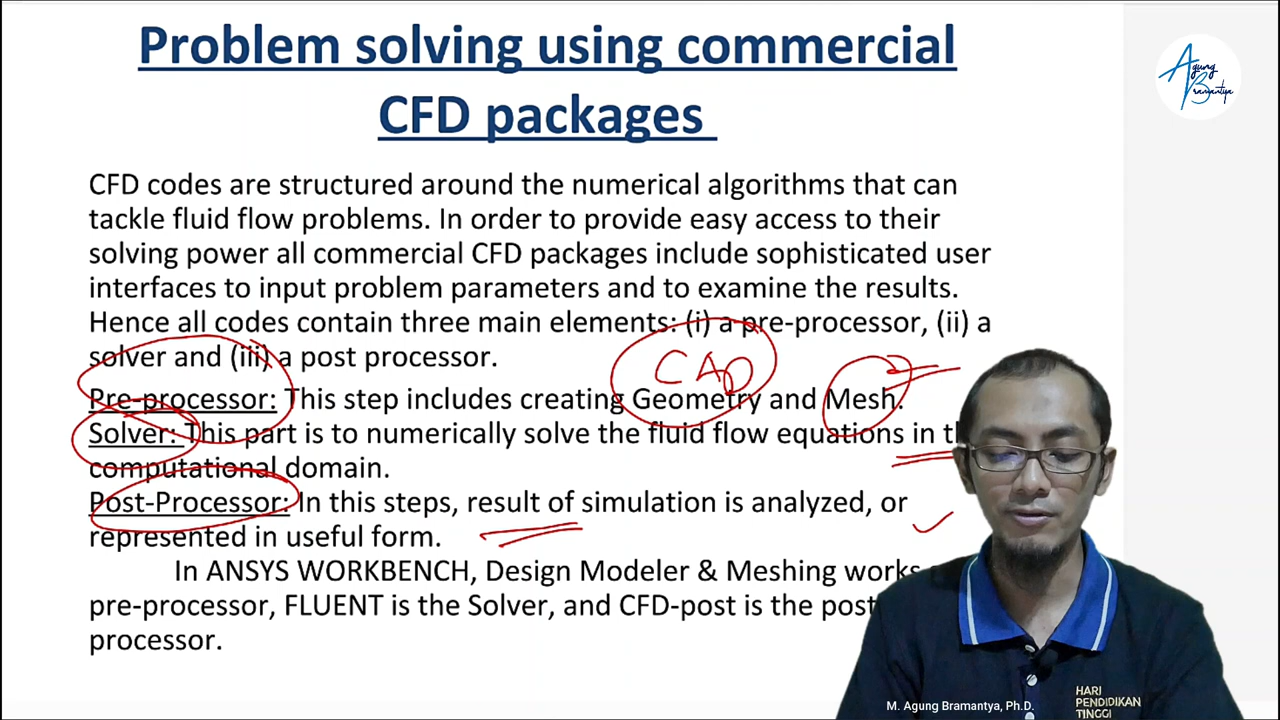 Problem solving using commercial
CFD packages
Agung
Bramantya
CFD codes are structured around the numerical algorithms that can
tackle fluid flow problems. In order to provide easy access to their
solving power all commercial CFD packages include sophisticated user
interfaces to input problem parameters and to examine the results.
Hence all codes contain three main elements: (i) a pre-processor, (ii) a
solver and (iii) a post processor.
CAD
Pre-processor: This step includes creating Geometry and Mesh.
Solver: This part is to numerically solve the fluid flow equations in
computational domain.
Post-Processor: In this steps, result of simulation is analyzed, or
represented in useful form.
In ANSYS WORKBENCH, Design Modeler & Meshing works
pre-processor, FLUENT is the Solver, and CFD-post is the post
processor.
HARI
PENDIDIKAN
TINGGI
M. Agung Bramantya, Ph.D.